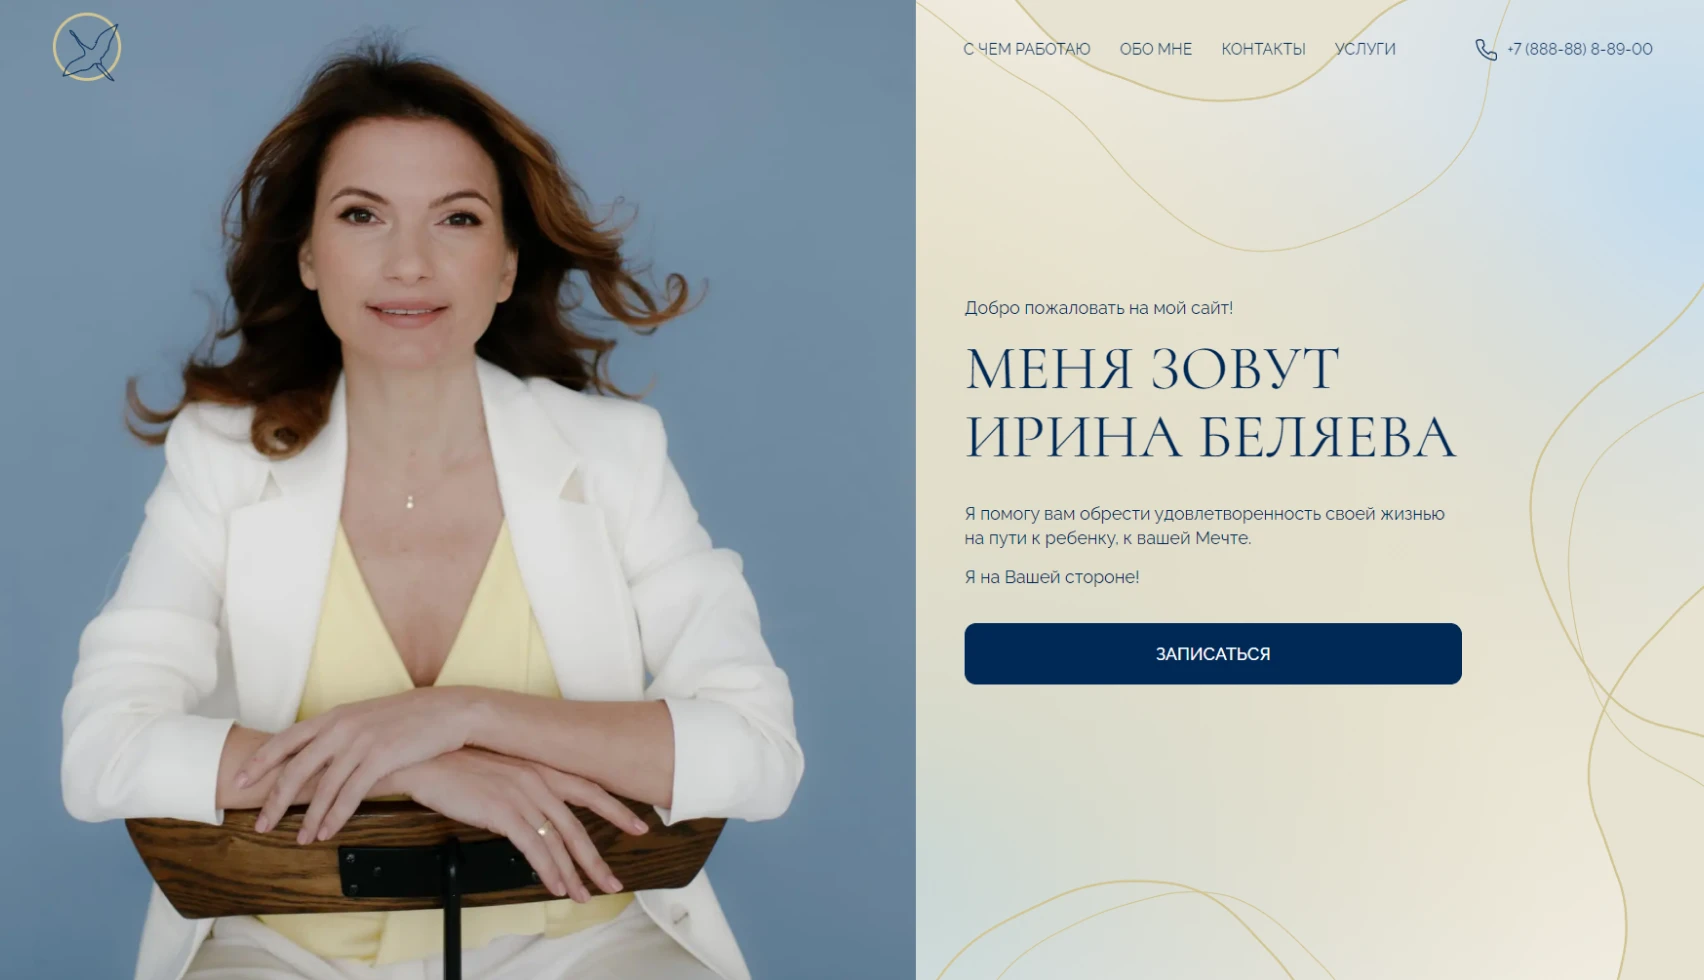 С ЧЕМ РАБОТАЮ ОБО МНЕ КОНТАКТЫ УСЛУГИ +7 (888-88) 8-89-00
Добро пожаловать на мой сайт!
МЕНЯ ЗОВУТ
ИРИНА БЕЛЯЕВА
Я помогу вам обрести удовлетворенность своей жизнью
на пути к ребенку, к вашей Мечте.
Я на Вашей стороне!
ЗАПИСАТЬСЯ